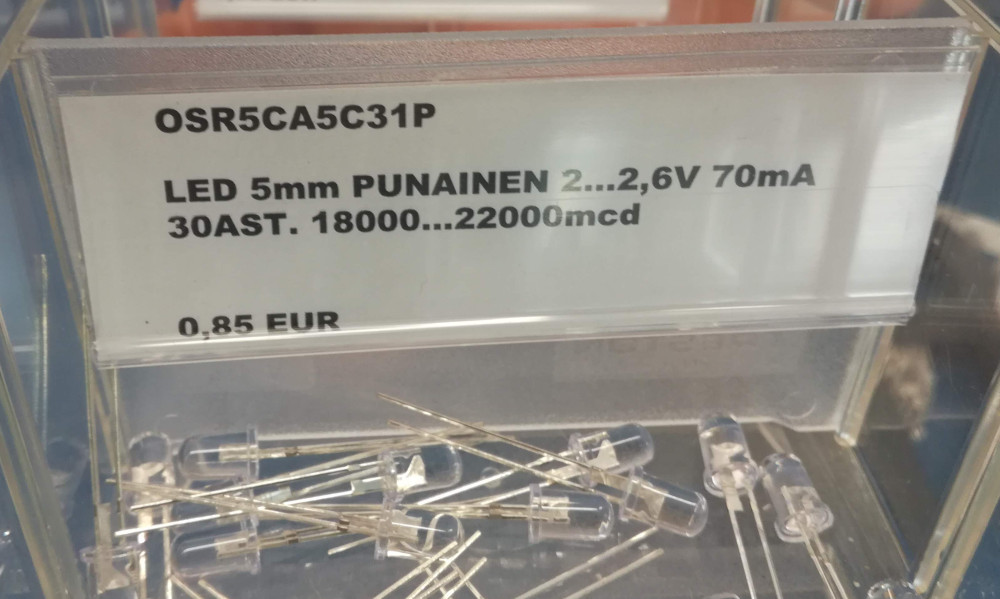 OSR5CA5C31P
LED 5mm PUNAINEN 2...2,6V 70mA
30AST. 18000...22000mcd
0,85 EUR